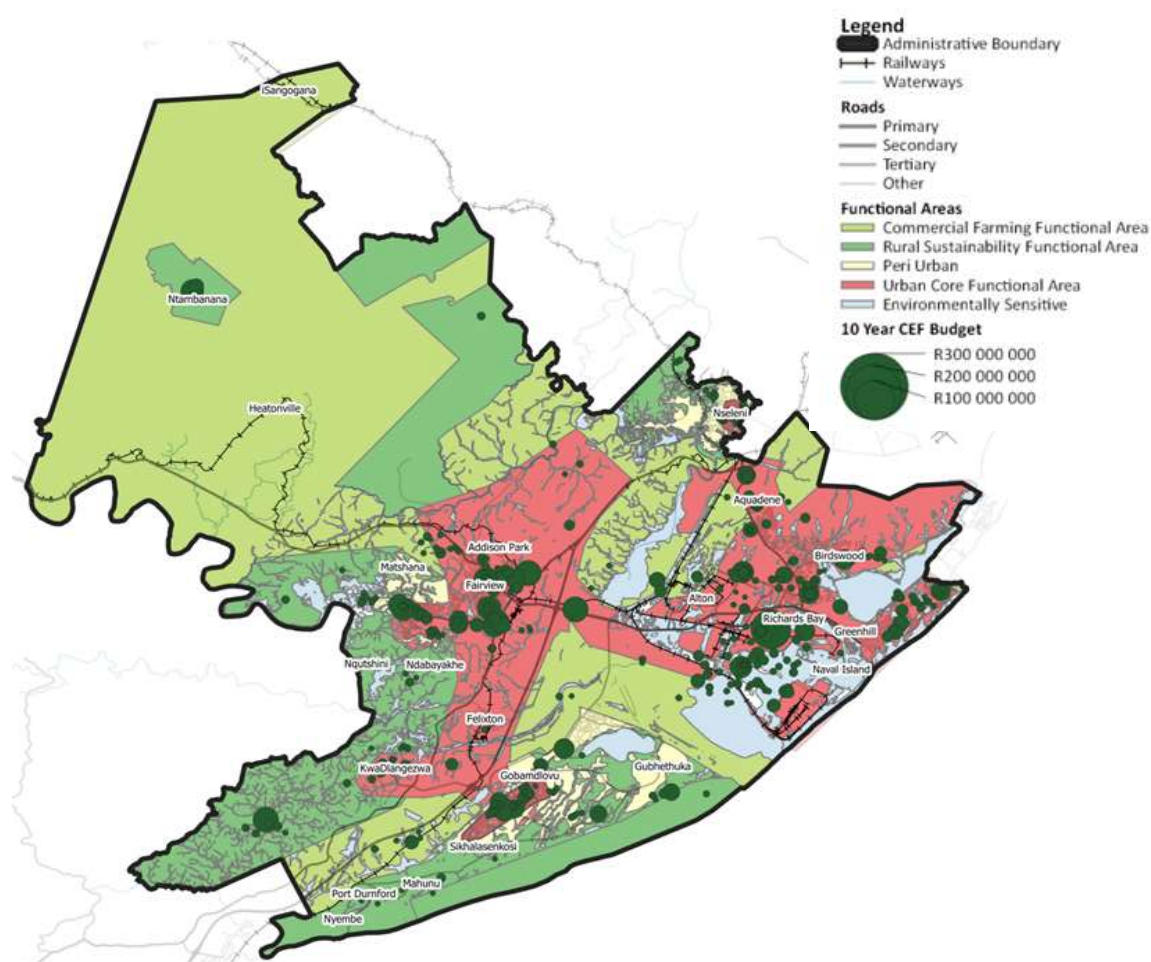 Legend
Administrative Boundary
Railways
Waterways
Roads
Primary
Secondary
Tertiary
Other
Functional Areas
Commercial Farming Functional Area
Rural Sustainability Functional Area
Peri Urban
Urban Core Functional Area
Environmentally Sensitive
10 Year CEF Budget
R300 000 000
R200 000 000
R100 000 000
iSangogana
Ntambanana
Heatonville
Nseleni
Aquadene
Addison Park
Birdswood
Matshana
Fairview
Alton
Richards Bay
Greenhill
Nqutshini
Ndabayakhe
Naval Island
Felixton
KwaDlangezwa
Gobamdlovu
Gubhethuka
Sikhalasenkosi
Mahunu
Port Durnford
Nyembe